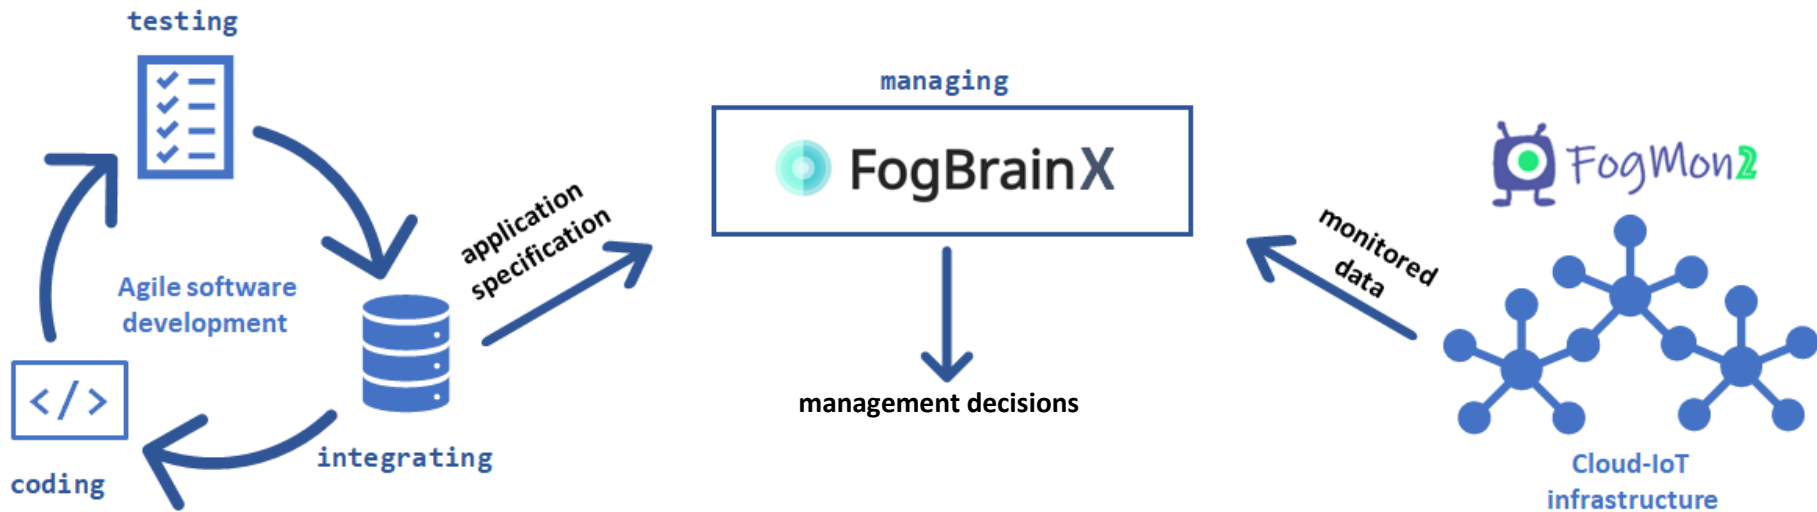 testing
Agile software
development
</>
coding
integrating
application
specification
managing
FogBrainX
management decisions
monitored
data
FogMon2
Cloud-IoT
infrastructure